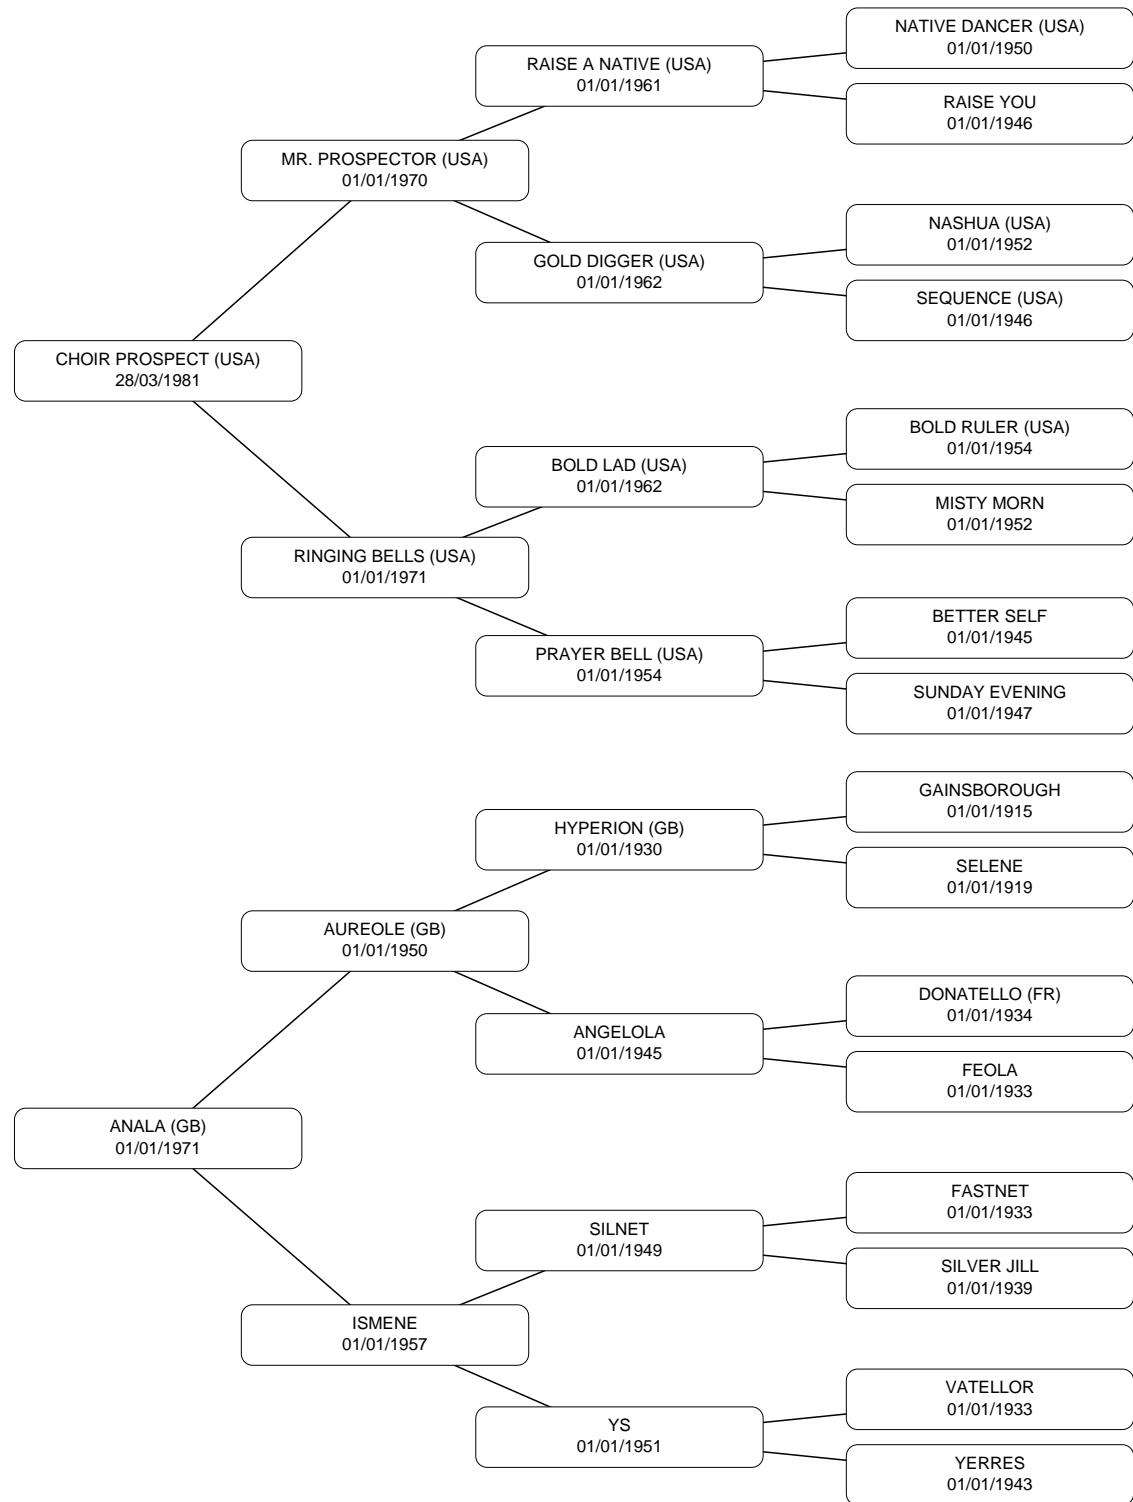 NATIVE DANCER (USA)
01/01/1950
RAISE A NATIVE (USA)
01/01/1961
RAISE YOU
01/01/1946
MR. PROSPECTOR (USA)
01/01/1970
NASHUA (USA)
01/01/1952
GOLD DIGGER (USA)
01/01/1962
SEQUENCE (USA)
01/01/1946
CHOIR PROSPECT (USA)
28/03/1981
BOLD RULER (USA)
01/01/1954
BOLD LAD (USA)
01/01/1962
MISTY MORN
01/01/1952
RINGING BELLS (USA)
01/01/1971
BETTER SELF
01/01/1945
PRAYER BELL (USA)
01/01/1954
SUNDAY EVENING
01/01/1947
GAINSBOROUGH
01/01/1915
HYPERION (GB)
01/01/1930
SELENE
01/01/1919
AUREOLE (GB)
01/01/1950
DONATELLO (FR)
01/01/1934
ANGELOLA
01/01/1945
FEOLA
01/01/1933
ANALA (GB)
01/01/1971
FASTNET
01/01/1933
SILNET
01/01/1949
SILVER JILL
01/01/1939
ISMENE
01/01/1957
VATELLOR
01/01/1933
YS
01/01/1951
YERRES
01/01/1943